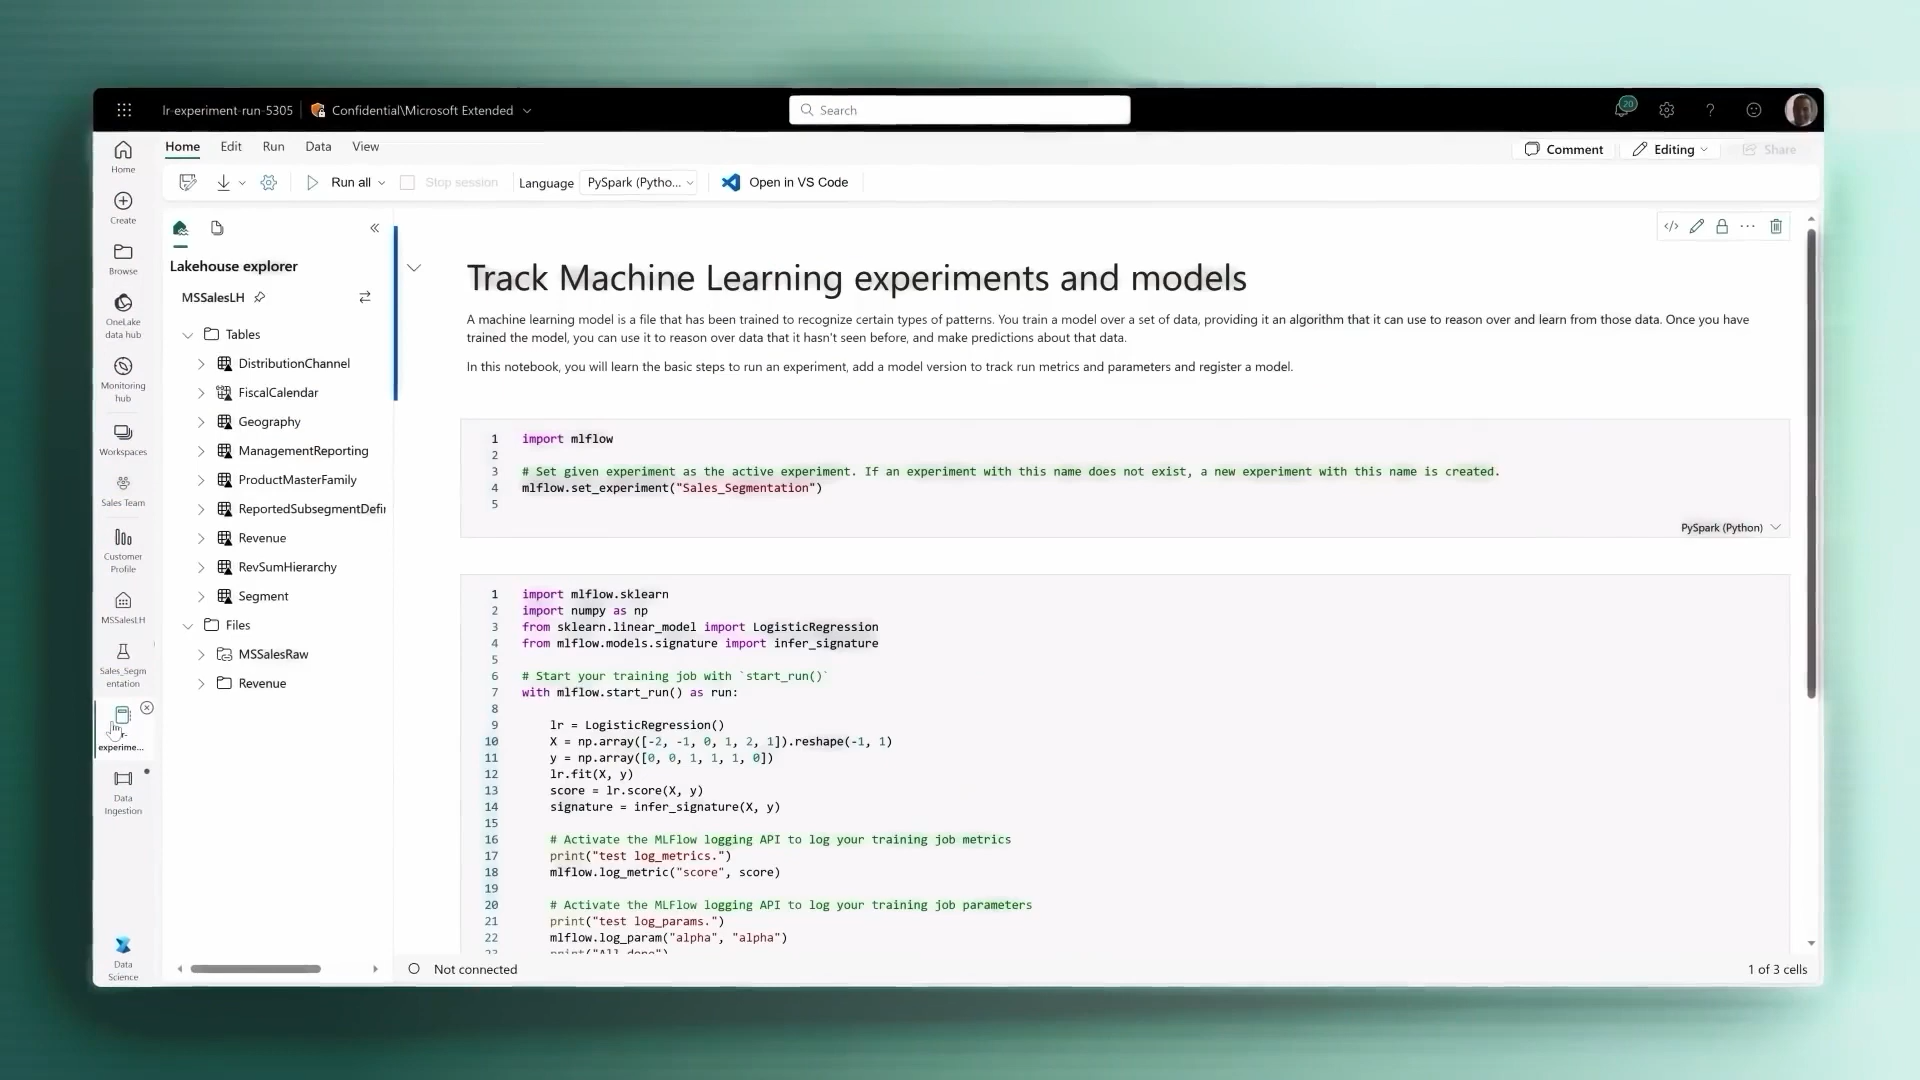 lr-experiment-run-5305
Confidential\Microsoft Extended
Search
20
Home
Edit
Run
Data
View
Comment
Editing
Share
Run all
Stop session
Language
PySpark (Pytho...
Open in VS Code
Home
Create
Browse
OneLake
data hub
Monitoring
hub
Workspaces
Sales Team
Customer
Profile
MSSalesLH
Sales_Segm
entation
experime...
Data
Ingestion
Data
Science
Lakehouse explorer
MSSalesLH
Tables
DistributionChannel
FiscalCalendar
Geography
ManagementReporting
ProductMasterFamily
ReportedSubsegmentDefir
Revenue
RevSumHierarchy
Segment
Files
MSSalesRaw
Revenue
Track Machine Learning experiments and models
A machine learning model is a file that has been trained to recognize certain types of patterns. You train a model over a set of data, providing it an algorithm that it can use to reason over and learn from those data. Once you have
trained the model, you can use it to reason over data that it hasn't seen before, and make predictions about that data.
In this notebook, you will learn the basic steps to run an experiment, add a model version to track run metrics and parameters and register a model.
1 import mlflow
2
3 # Set given experiment as the active experiment. If an experiment with this name does not exist, a new experiment with this name is created.
4 mlflow.set_experiment("Sales_Segmentation")
5
PySpark (Python)
1 import mlflow.sklearn
2 import numpy as np
3 from sklearn.linear_model import LogisticRegression
4 from mlflow.models.signature import infer_signature
5
6 # Start your training job with `start_run()`
7 with mlflow.start_run() as run:
8
9 lr = LogisticRegression()
10 X = np.array([-2, -1, 0, 1, 2, 1]).reshape(-1, 1)
11 y = np.array([0, 0, 1, 1, 1, 0])
12 lr.fit(X, y)
13 score = lr.score(X, y)
14 signature = infer_signature(X, y)
15
16 # Activate the MLFlow logging API to log your training job metrics
17 print("test log_metrics.")
18 mlflow.log_metric("score", score)
19
20 # Activate the MLFlow logging API to log your training job parameters
21 print("test log_params.")
22 mlflow.log_param("alpha", "alpha")
23 print("All done")
Not connected
1 of 3 cells